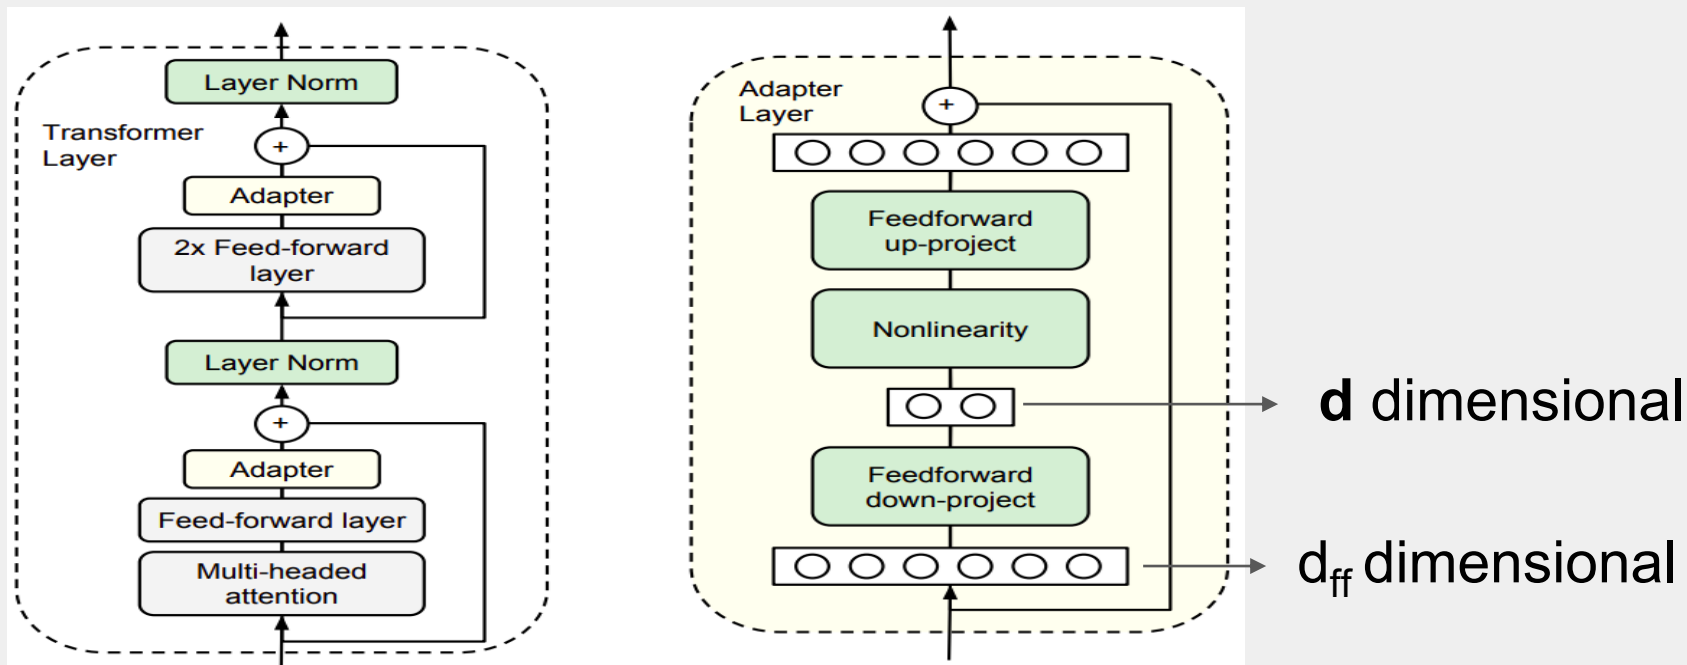 Layer Norm
Transformer
Layer
+
Adapter
2x Feed-forward
layer
Layer Norm
+
Adapter
Feed-forward layer
Multi-headed
attention
Adapter
Layer
+
Feedforward
up-project
Nonlinearity
d dimensional
Feedforward
down-project
dff dimensional